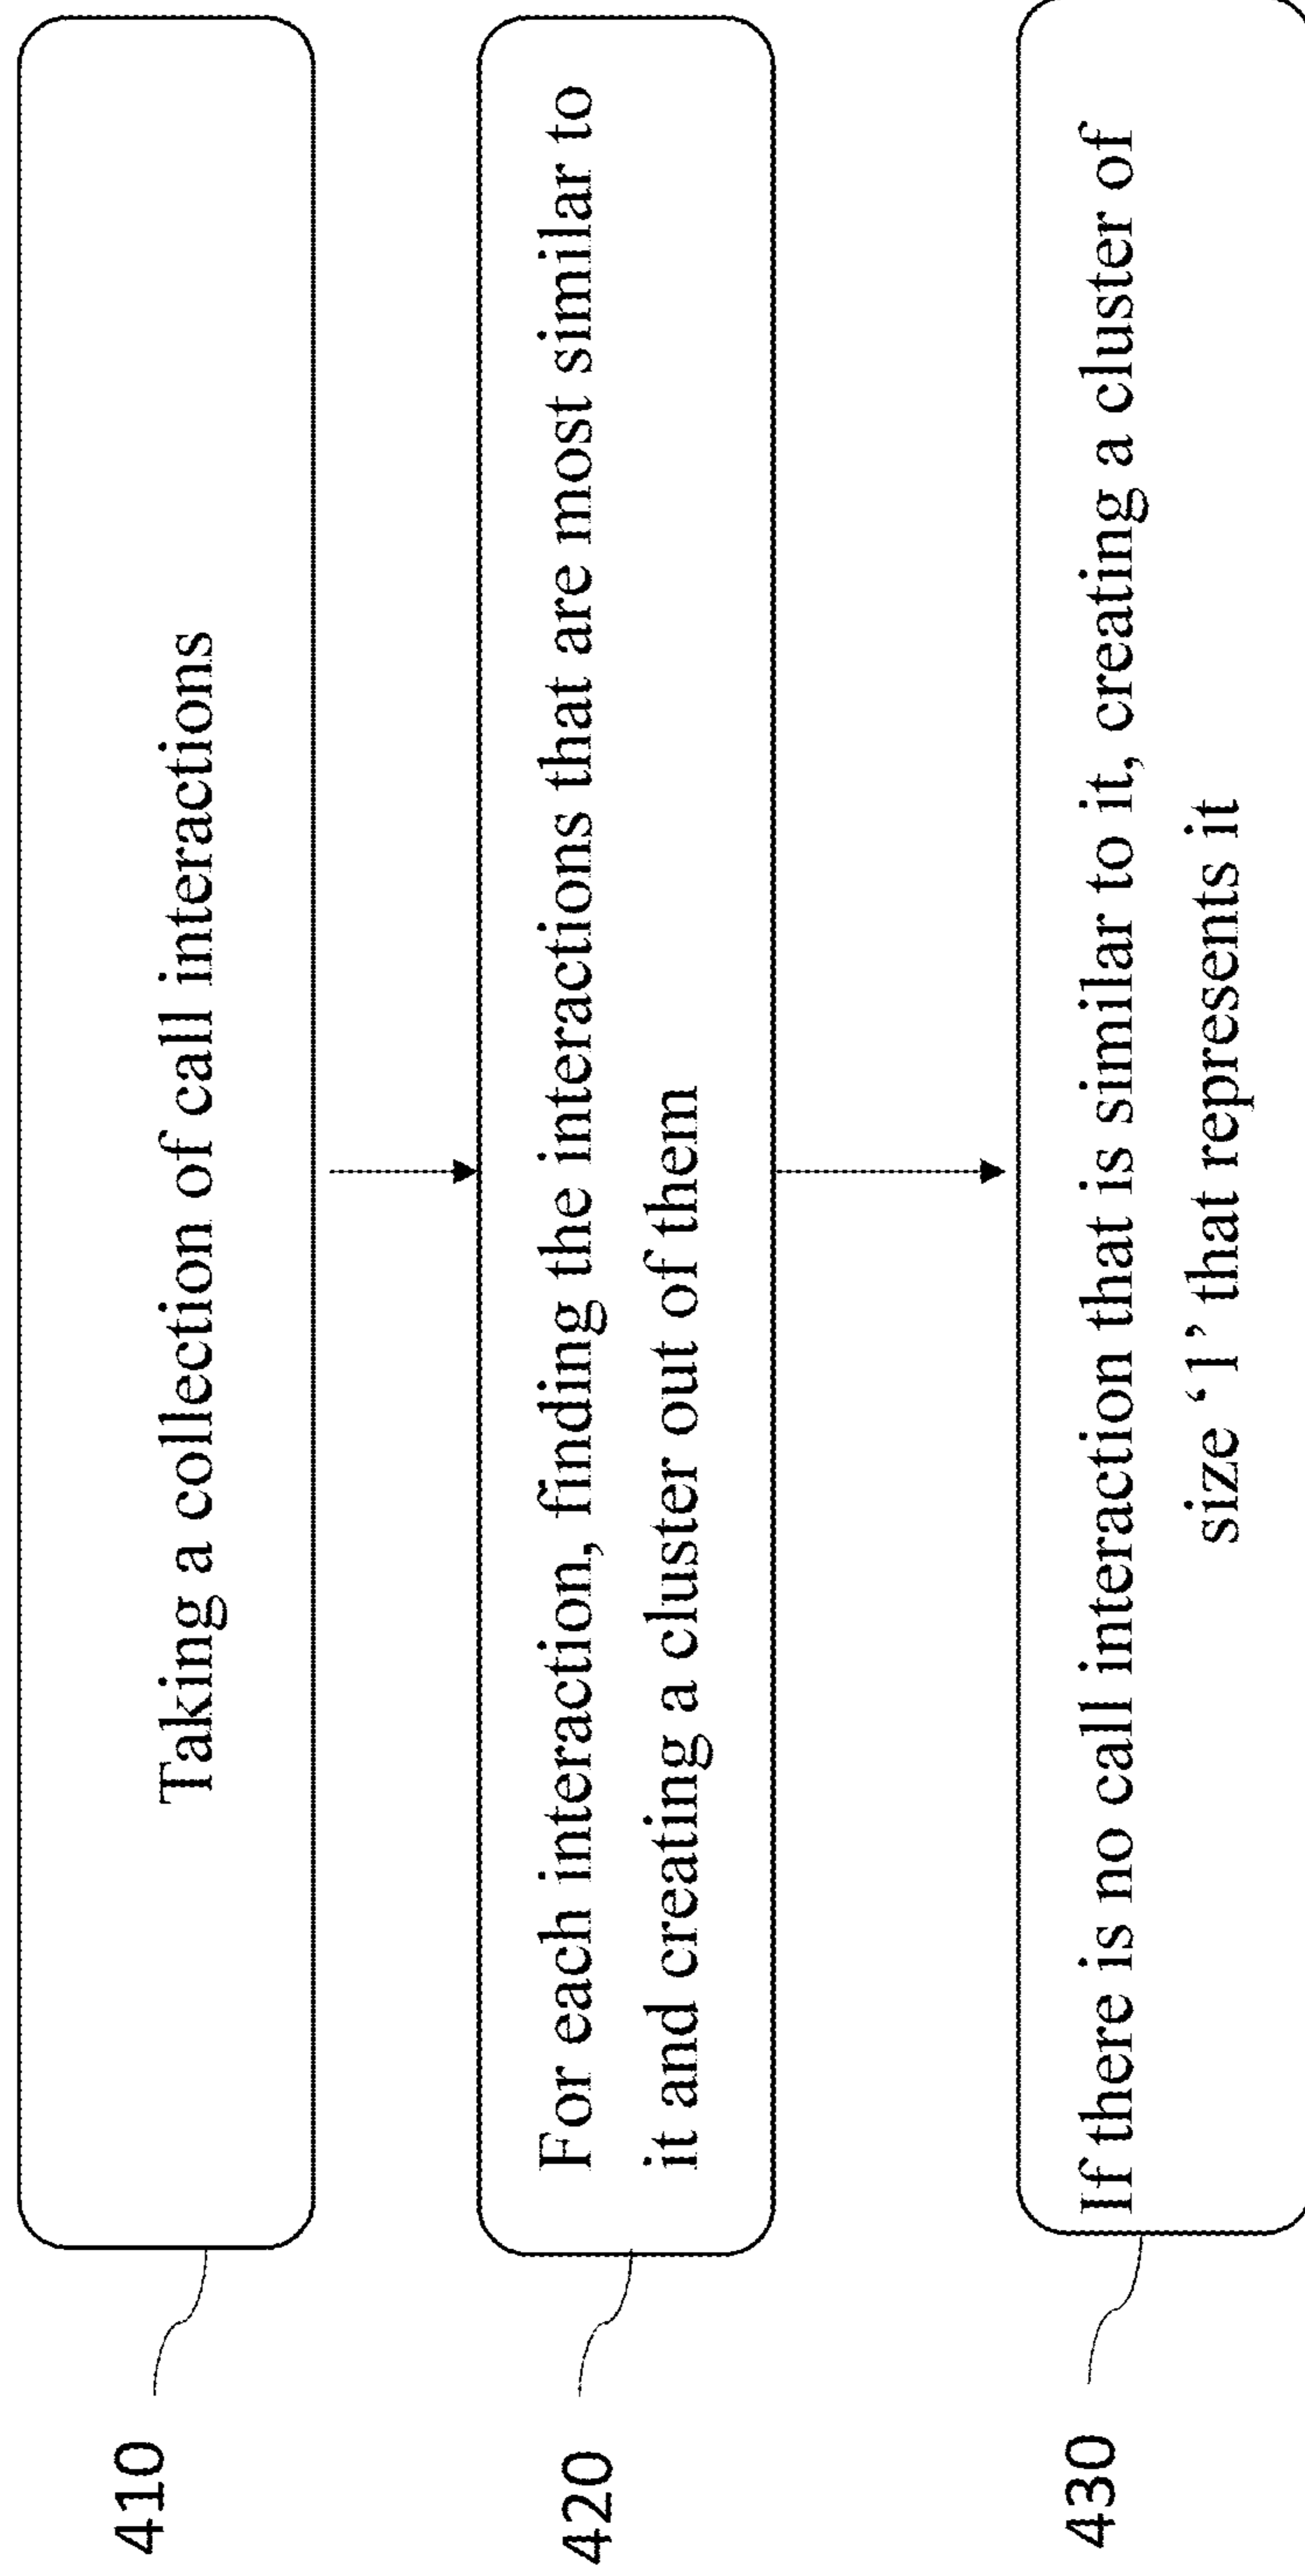 410
Taking a collection of call interactions
420
For each interaction, finding the interactions that are most similar to
it and creating a cluster out of them
430
If there is no call interaction that is similar to it, creating a cluster of
size ‘1’ that represents it